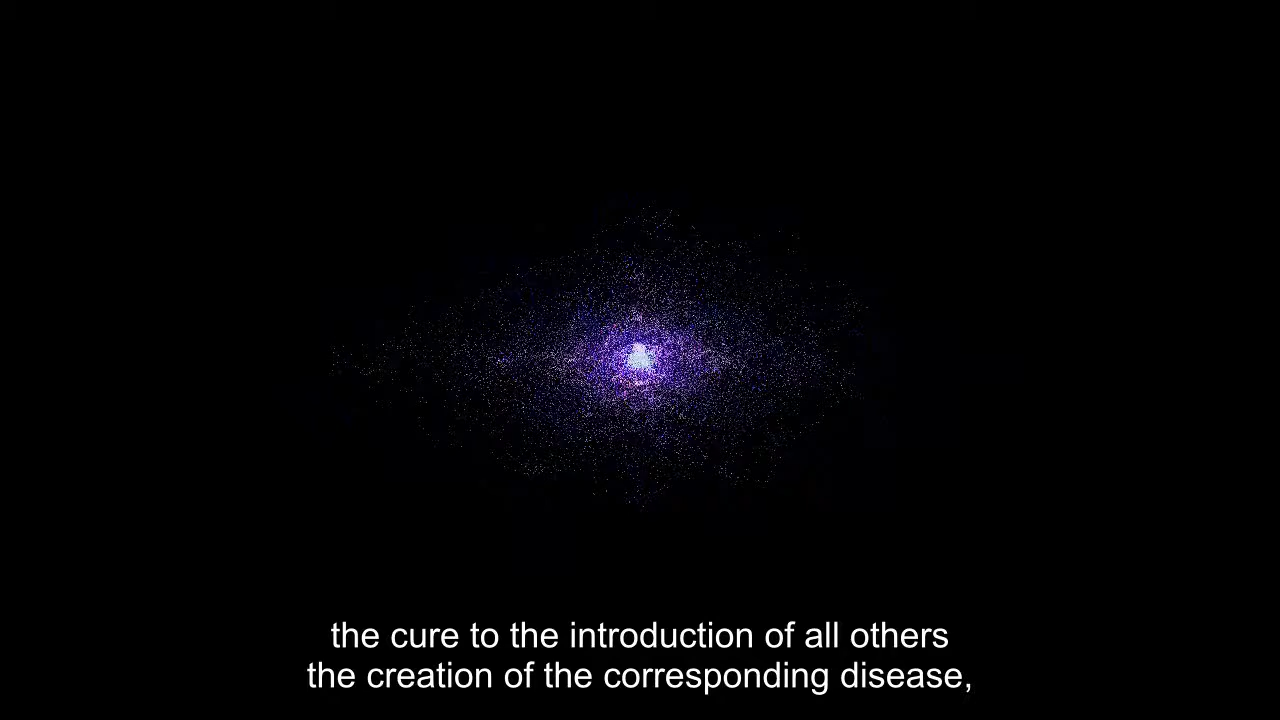 the cure to the introduction of all others
the creation of the corresponding disease,